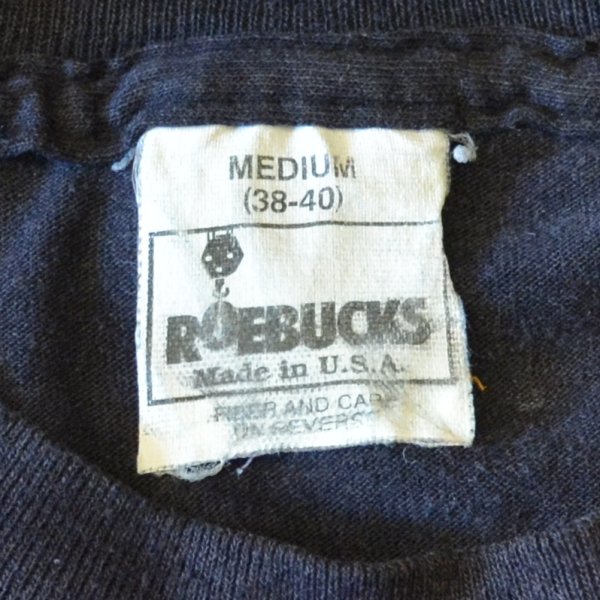 MEDIUM
(38-40)
ROEBUCKS
Made in U.S.A.
FIBER AND CARE
ON REVERSE